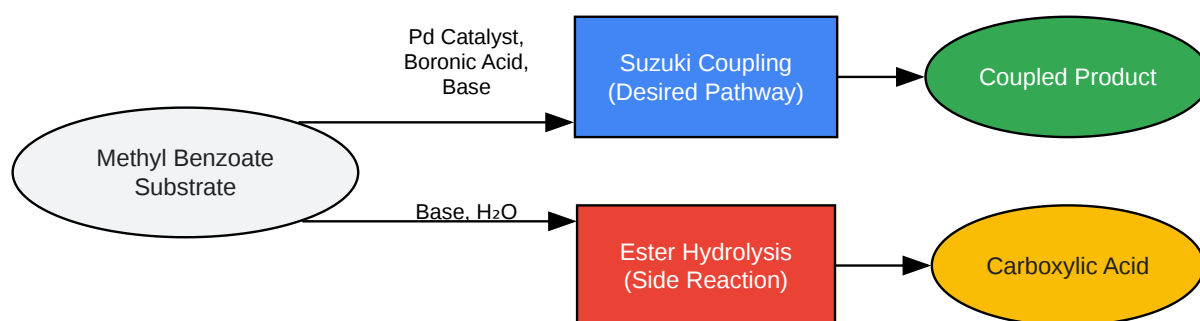 Pd Catalyst,
Boronic Acid,
Base
Suzuki Coupling
(Desired Pathway)
Coupled Product
Methyl Benzoate
Substrate
Base, H₂O
Ester Hydrolysis
(Side Reaction)
Carboxylic Acid